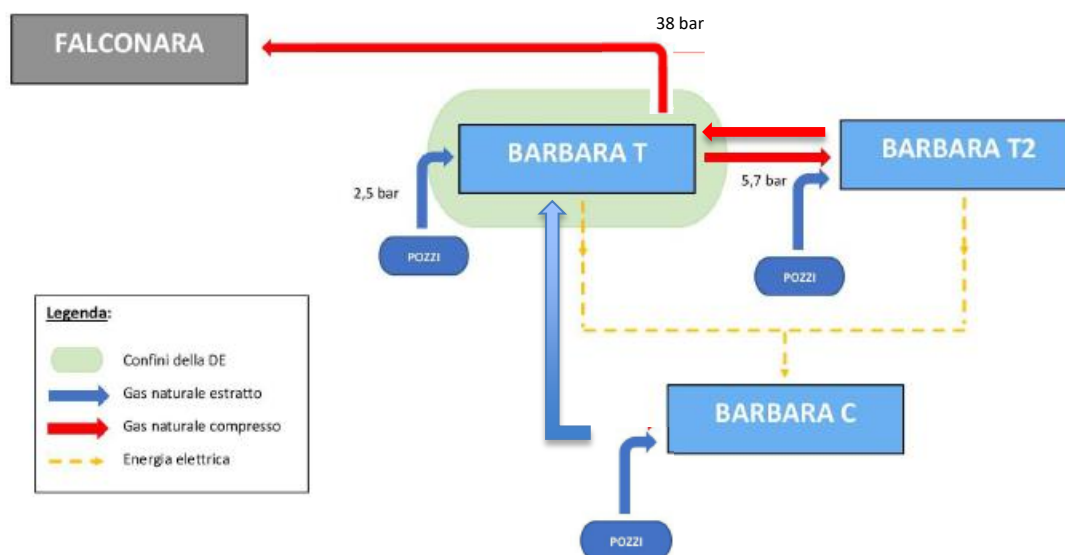 38 bar
FALCONARA
BARBARA T
BARBARA T2
2,5 bar
5,7 bar
POZZI
POZZI
Legenda:
Confini della DE
Gas naturale estratto
Gas naturale compresso
Energia elettrica
BARBARA C
POZZI